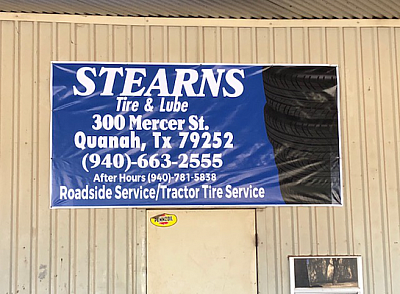 STEARNS
Tire & Lube
300 Mercer St.
Quanah, Tx 79252
(940)-663-2555
After Hours (940)-781-5838
Roadside Service/Tractor Tire Service
PENNZOIL